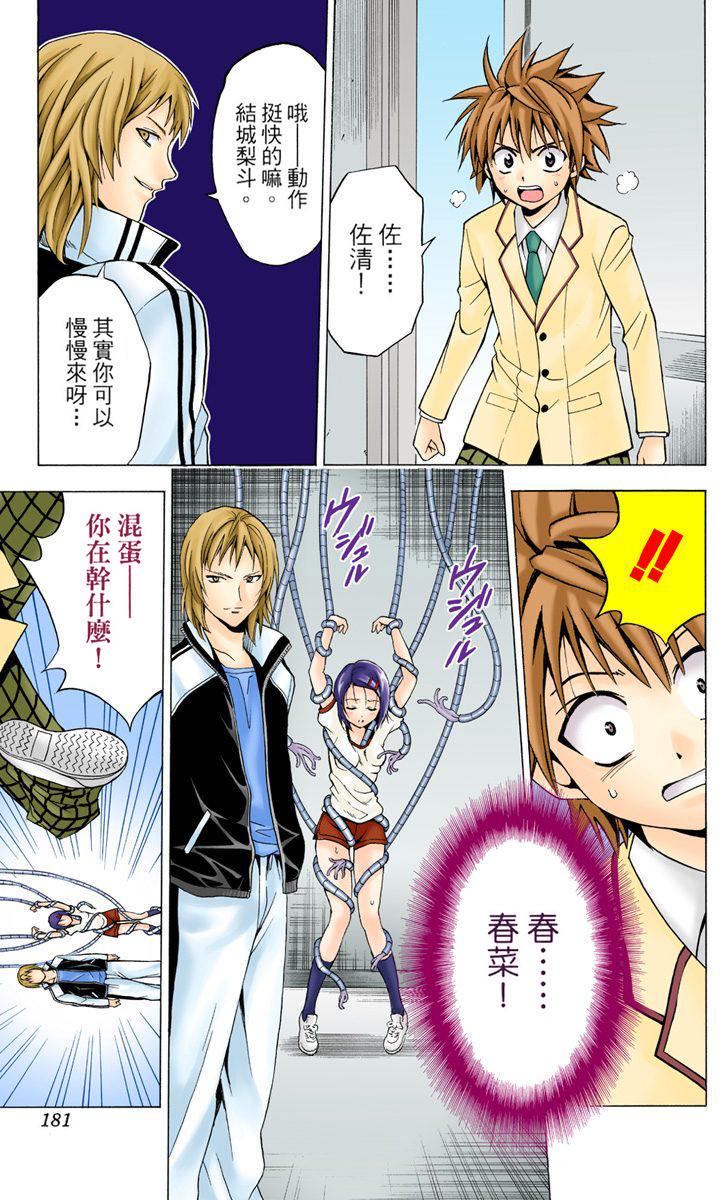 佐……
佐清！
哦——動作
挺快的嘛。
結城梨斗。
其實你可以
慢慢來呀…
!!
春……
春菜！
ウジュル
ウジュル
混蛋——
你在幹什麼！
181